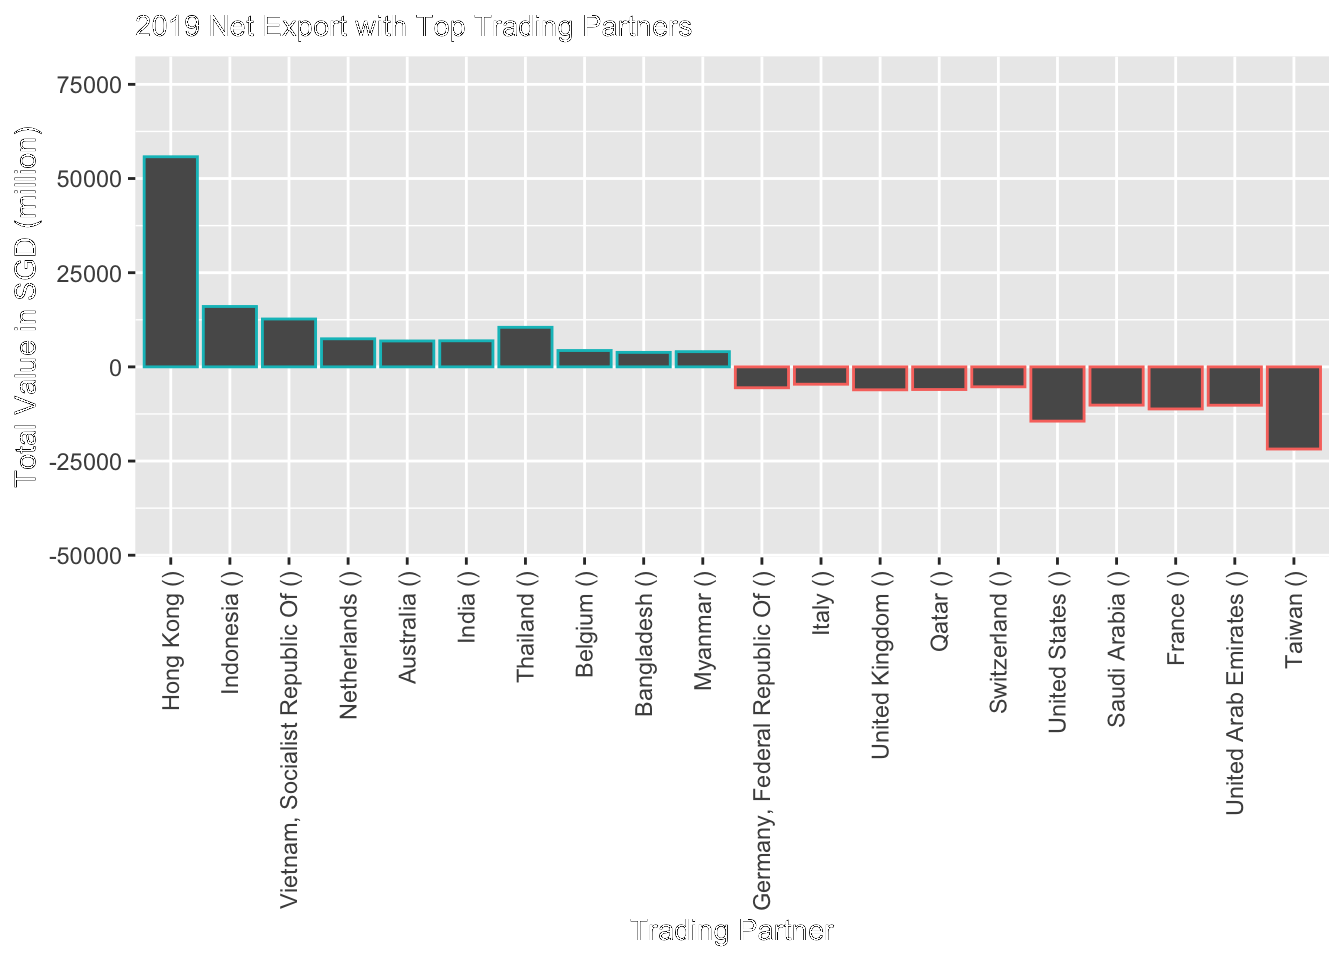 2019 Net Export with Top Trading Partners
Total Value in SGD (million)
75000
50000
25000
0
-25000
-50000
Hong Kong ()
Indonesia ()
Vietnam, Socialist Republic Of ()
Netherlands ()
Australia ()
India ()
Thailand ()
Belgium ()
Bangladesh ()
Myanmar ()
Germany, Federal Republic Of ()
Italy ()
United Kingdom ()
Qatar ()
Switzerland ()
United States ()
Saudi Arabia ()
France ()
United Arab Emirates ()
Taiwan ()
Trading Partner